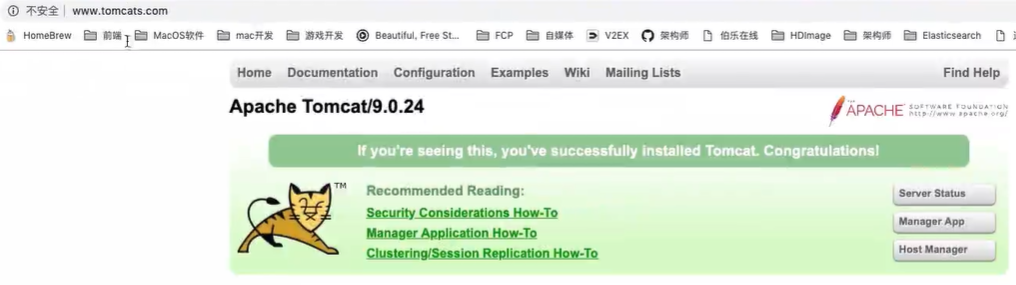 不安全 www.tomcats.com
HomeBrew 前端 MacOS软件 mac开发 游戏开发 Beautiful, Free St... FCP 自媒体 V2EX 架构师 伯乐在线 HDImage 架构师 Elasticsearch
Home Documentation Configuration Examples Wiki Mailing Lists Find Help
Apache Tomcat/9.0.24
THE APACHE SOFTWARE FOUNDATION
http://www.apache.org/
If you're seeing this, you've successfully installed Tomcat. Congratulations!
TM
Recommended Reading:
Security Considerations How-To
Manager Application How-To
Clustering/Session Replication How-To
Server Status
Manager App
Host Manager